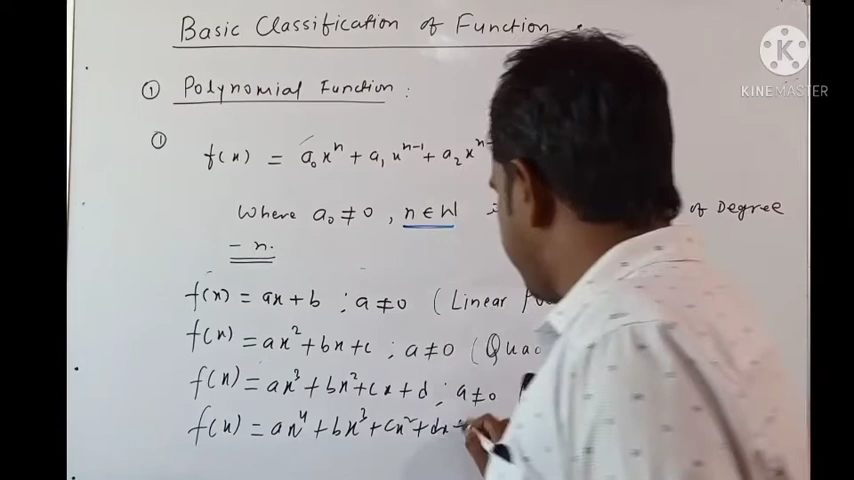 Basic Classification of Function :
K
KINEMASTER
① Polynomial Function :
① f(x) = a₀xⁿ + a₁xⁿ⁻¹ + a₂xⁿ⁻
Where a₀ ≠ 0 , n ∈ W of Degree
- n.
f(x) = ax + b ; a ≠ 0 (Linear
f(x) = ax² + bx + c ; a ≠ 0 (Quad
f(x) = ax³ + bx² + cx + d ; a ≠ 0
f(x) = ax⁴ + bx³ + cx² + dx +